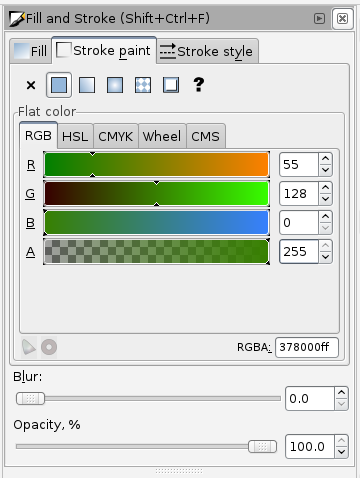 Fill and Stroke (Shift+Ctrl+F)
Fill Stroke paint Stroke style
?
Flat color
RGB HSL CMYK Wheel CMS
R 55
G 128
B 0
A 255
RGBA: 378000ff
Blur:
0.0
Opacity, %
100.0